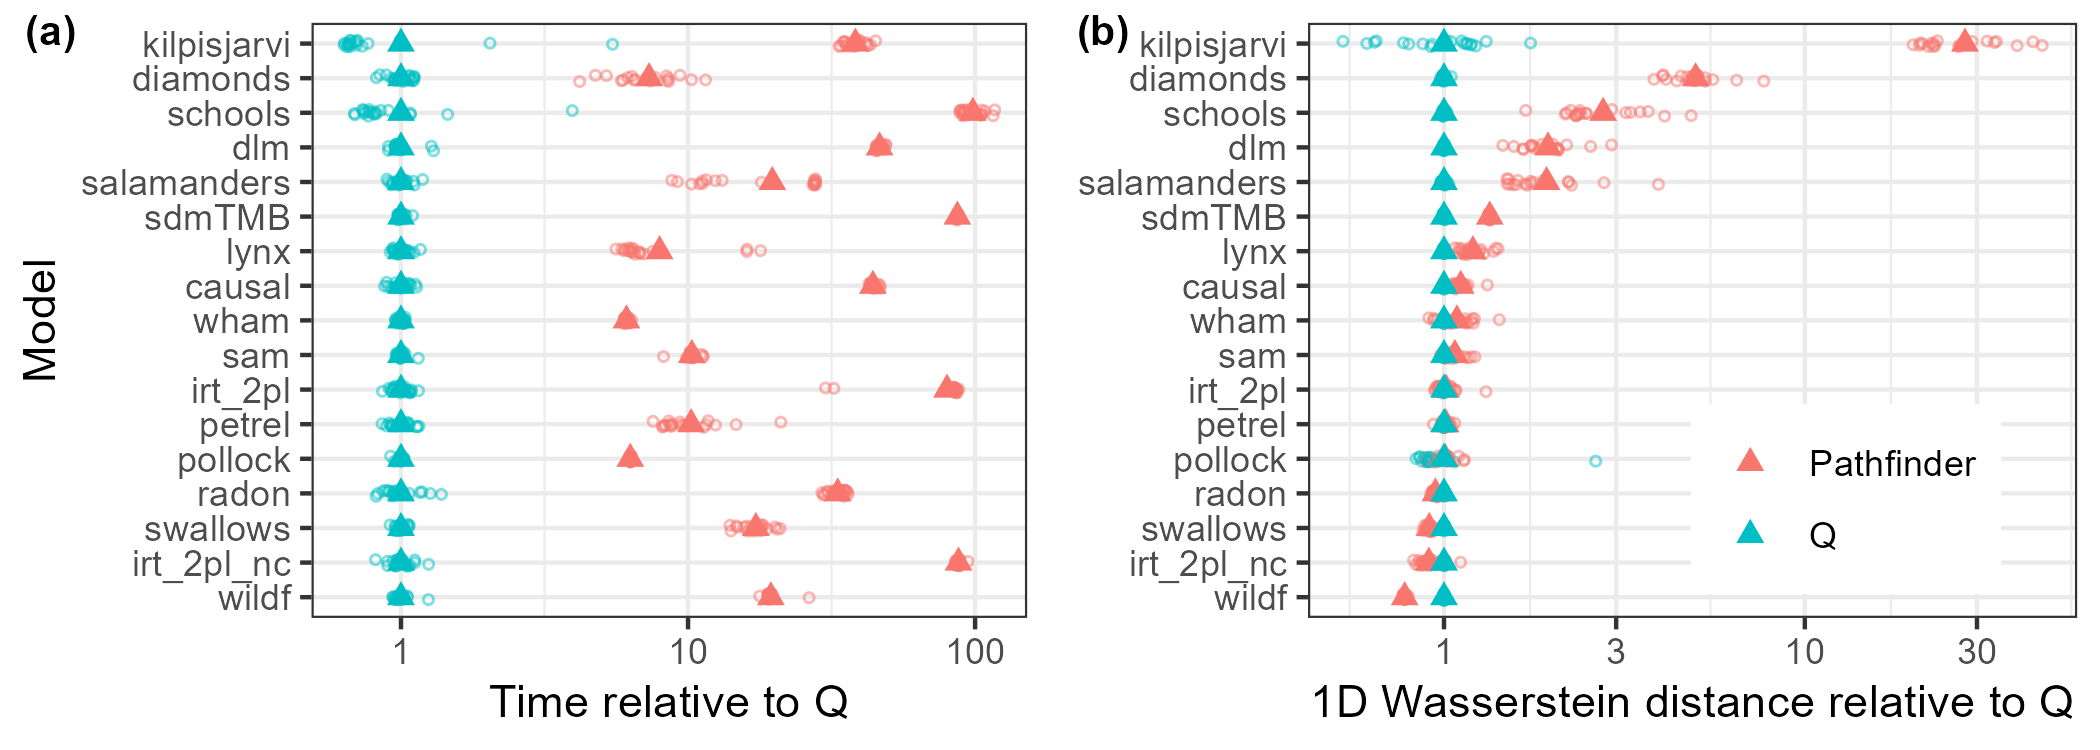 (a)
Model
kilpisjarvi
diamonds
schools
dlm
salamanders
sdmTMB
lynx
causal
wham
sam
irt_2pl
petrel
pollock
radon
swallows
irt_2pl_nc
wildf
1 10 100
Time relative to Q
(b)
kilpisjarvi
diamonds
schools
dlm
salamanders
sdmTMB
lynx
causal
wham
sam
irt_2pl
petrel
pollock
radon
swallows
irt_2pl_nc
wildf
Pathfinder
Q
1 3 10 30
1D Wasserstein distance relative to Q